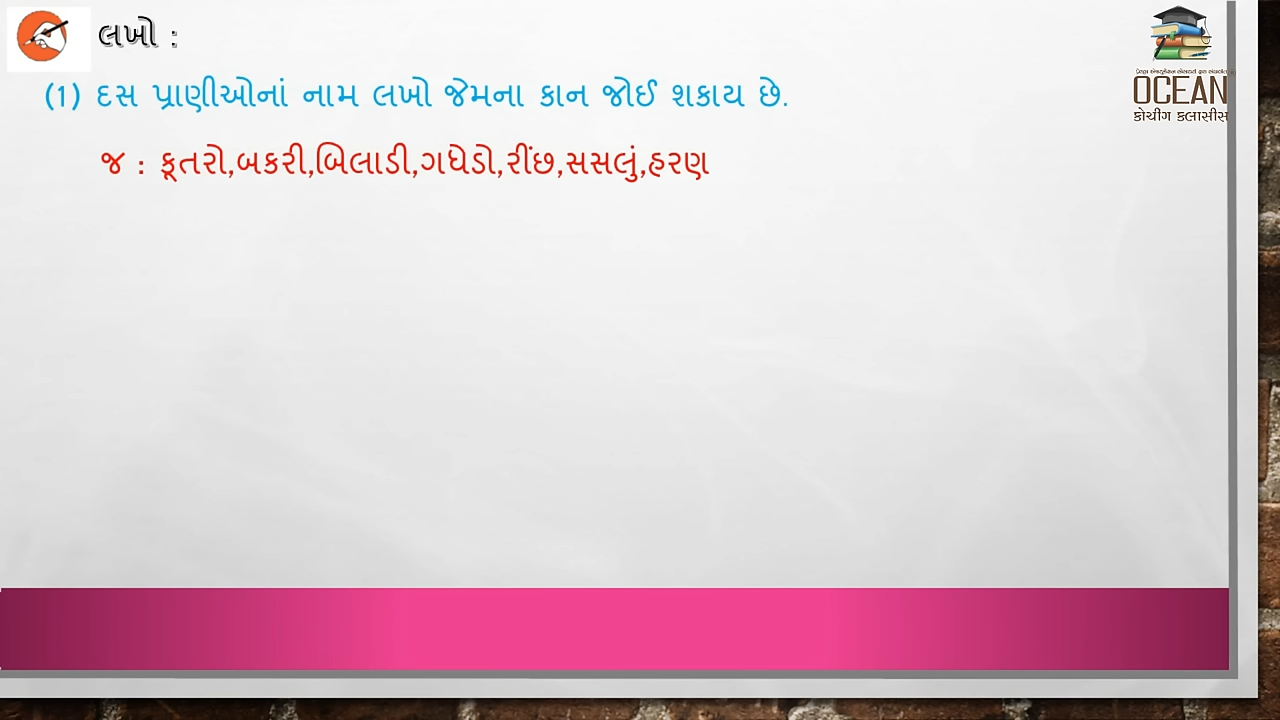 લખો :
(1) દસ પ્રાણીઓનાં નામ લખો જેમના કાન જોઈ શકાય છે.
જ : કૂતરો,બકરી,બિલાડી,ગધેડો,રીંછ,સસલું,હરણ
OCEAN
કોચીંગ ક્લાસીસ